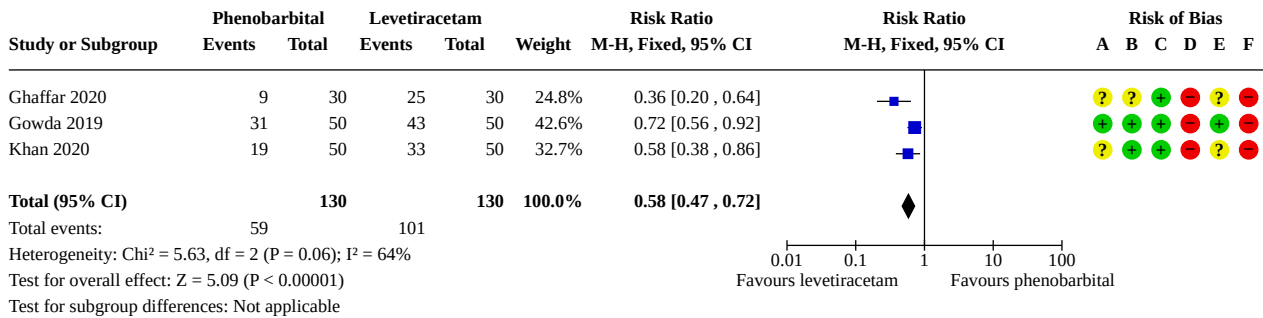 Phenobarbital Levetiracetam Risk Ratio Risk Ratio Risk of Bias
Study or Subgroup Events Total Events Total Weight M-H, Fixed, 95% CI M-H, Fixed, 95% CI A B C D E F
Ghaffar 2020 9 30 25 30 24.8% 0.36 [0.20 , 0.64] ? ? + − ? −
Gowda 2019 31 50 43 50 42.6% 0.72 [0.56 , 0.92] + + + − + −
Khan 2020 19 50 33 50 32.7% 0.58 [0.38 , 0.86] ? + + − ? −
Total (95% CI) 130 130 100.0% 0.58 [0.47 , 0.72]
Total events: 59 101
Heterogeneity: Chi² = 5.63, df = 2 (P = 0.06); I² = 64%
0.01 0.1 1 10 100
Test for overall effect: Z = 5.09 (P < 0.00001)
Favours levetiracetam Favours phenobarbital
Test for subgroup differences: Not applicable